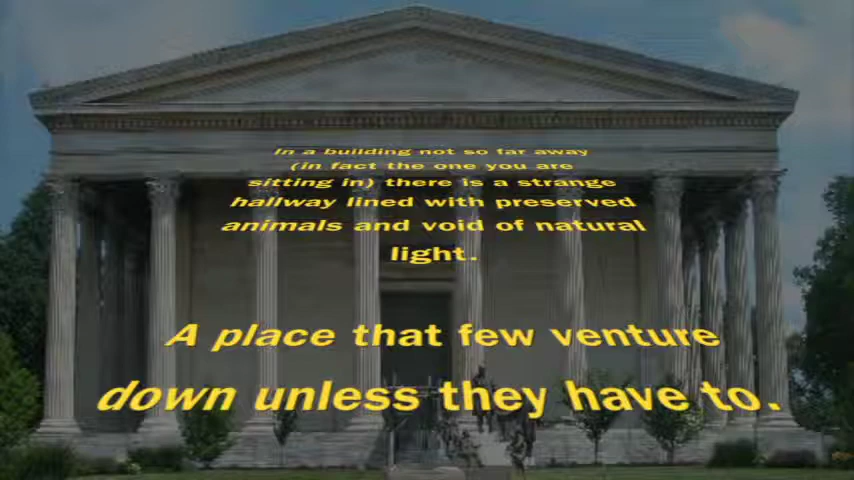 In a building not so far away
(in fact the one you are
sitting in) there is a strange
hallway lined with preserved
animals and void of natural
light.
A place that few venture
down unless they have to.